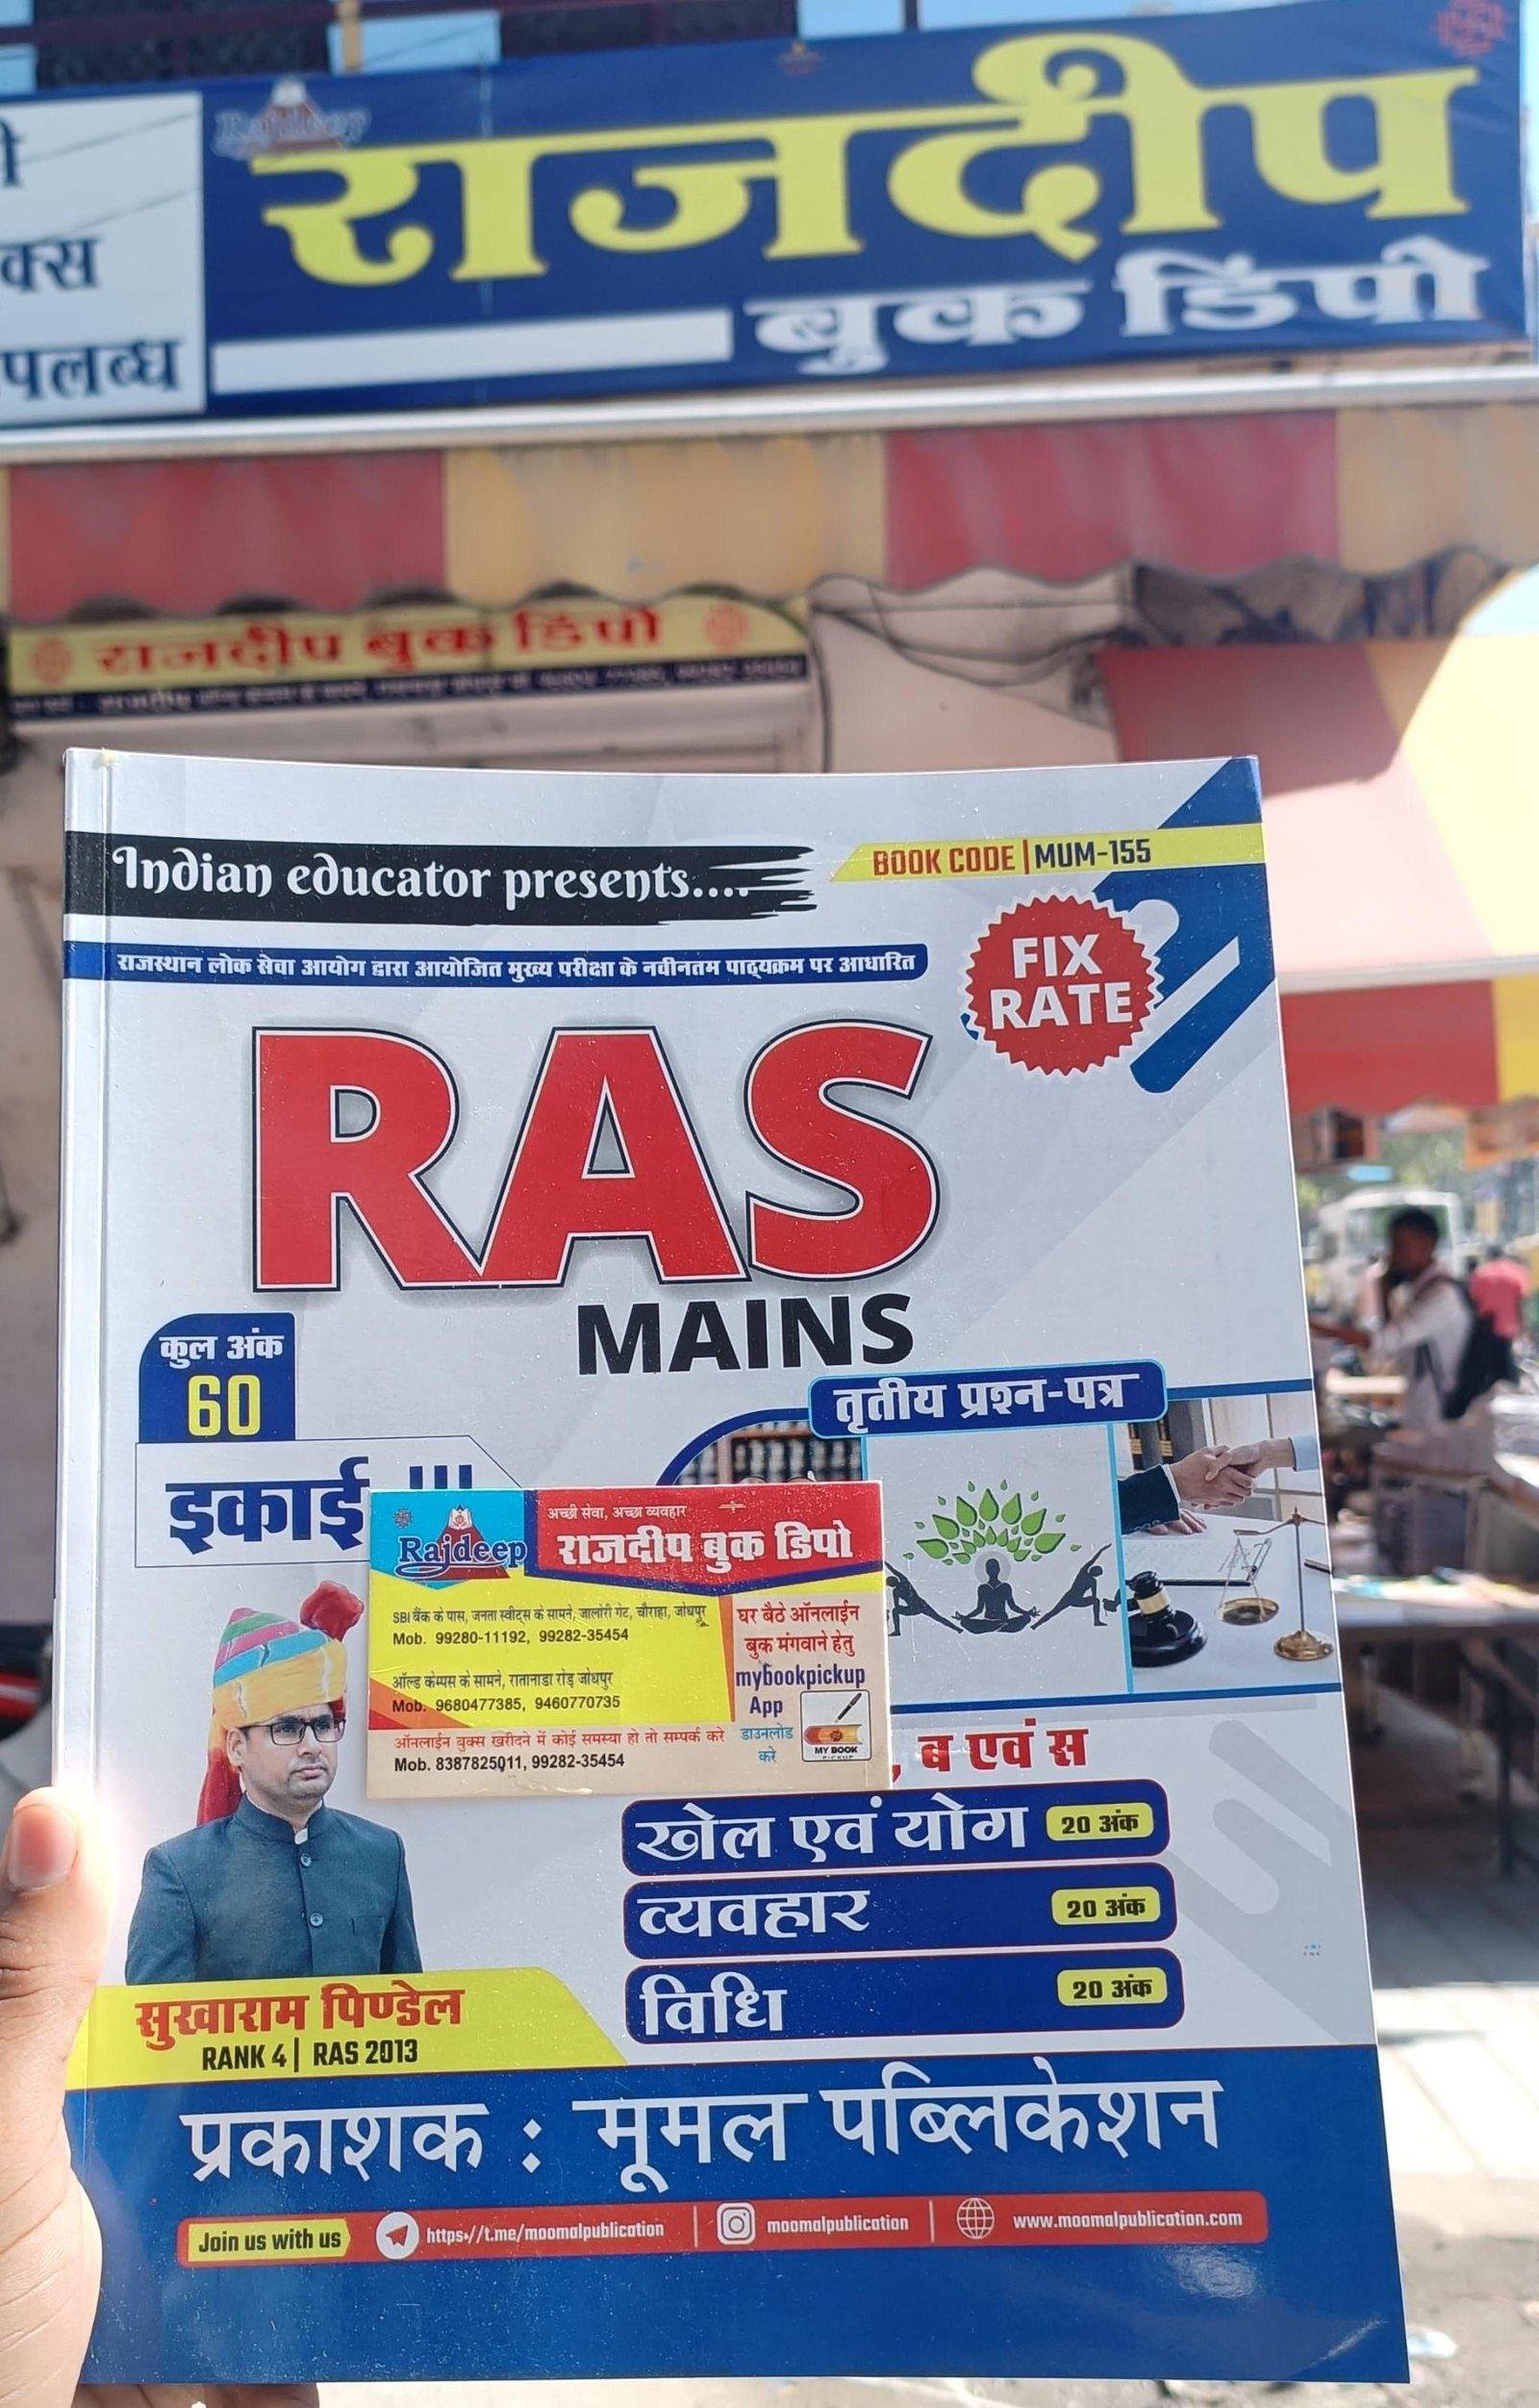 Rajdeep
राजदीप
बुक डिपो
क्स
पलब्ध
राजदीप बुक डिपो
Indian educator presents....
BOOK CODE | MUM-155
राजस्थान लोक सेवा आयोग द्वारा आयोजित मुख्य परीक्षा के नवीनतम पाठ्यक्रम पर आधारित
FIX
RATE
RAS
MAINS
कुल अंक
60
तृतीय प्रश्न-पत्र
इकाई
Rajdeep
अच्छी सेवा, अच्छा व्यवहार
राजदीप बुक डिपो
SBI बैंक के पास, जनता स्वीट्स के सामने, जालोरी गेट, चौराहा, जोधपुर
Mob. 99280-11192, 99282-35454
ऑल्ड केम्पस के सामने, रातानाडा रोड़ जोधपुर
Mob. 9680477385, 9460770735
ऑनलाईन बुक्स खरीदने में कोई समस्या हो तो सम्पर्क करे
Mob. 8387825011, 99282-35454
घर बैठे ऑनलाईन
बुक मंगवाने हेतु
mybookpickup
App
डाउनलोड
करे
MY BOOK
PICKUP
, ब एवं स
खेल एवं योग 20 अंक
व्यवहार 20 अंक
विधि 20 अंक
सुखाराम पिण्डेल
RANK 4 | RAS 2013
प्रकाशक : मूमल पब्लिकेशन
Join us with us
https://t.me/moomalpublication
moomalpublication
www.moomalpublication.com